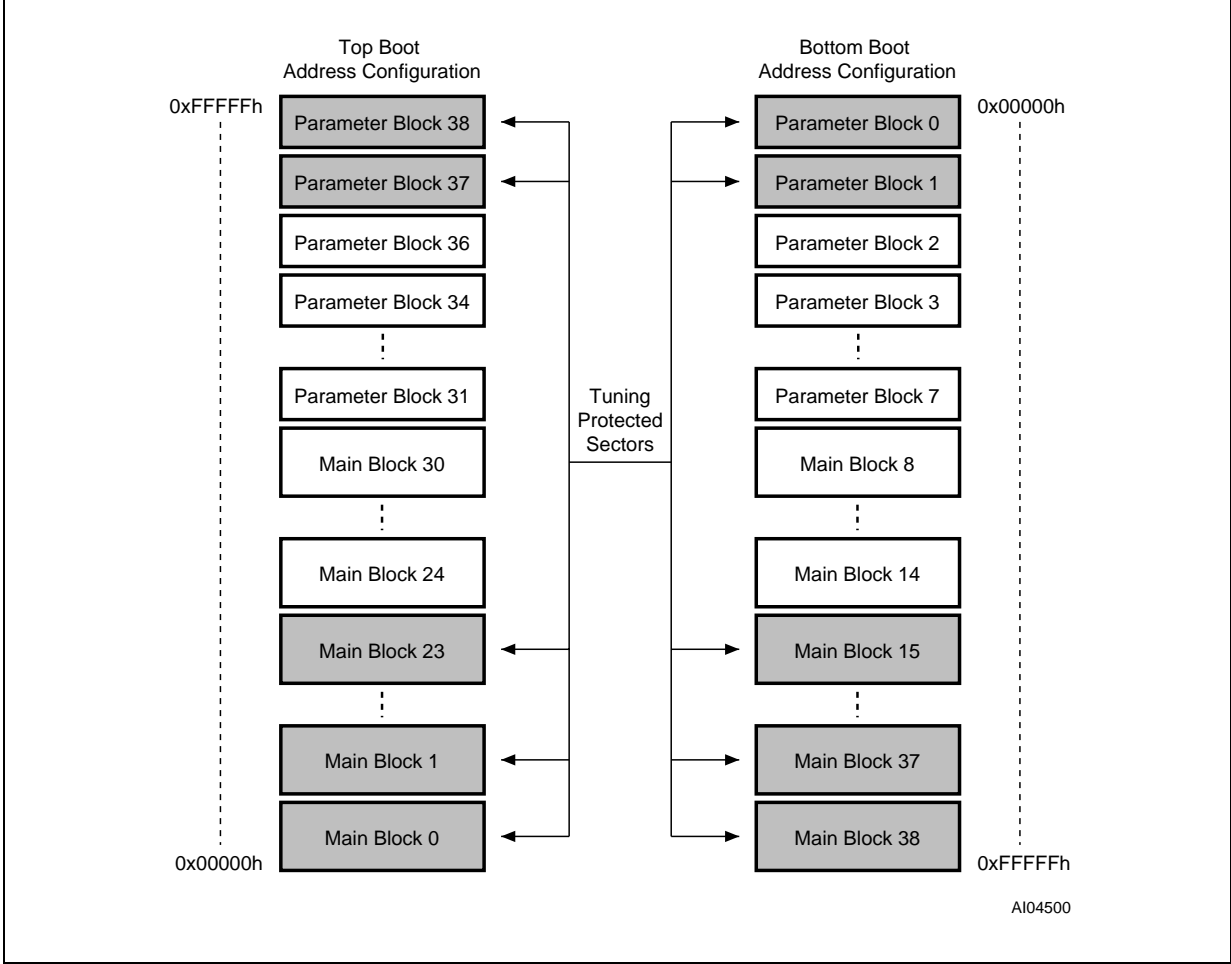 Top Boot
Address Configuration
0xFFFFFh
Parameter Block 38
Parameter Block 37
Parameter Block 36
Parameter Block 34
Parameter Block 31
Main Block 30
Main Block 24
Main Block 23
Main Block 1
Main Block 0
0x00000h
Tuning
Protected
Sectors
Bottom Boot
Address Configuration
0x00000h
Parameter Block 0
Parameter Block 1
Parameter Block 2
Parameter Block 3
Parameter Block 7
Main Block 8
Main Block 14
Main Block 15
Main Block 37
Main Block 38
0xFFFFFh
AI04500